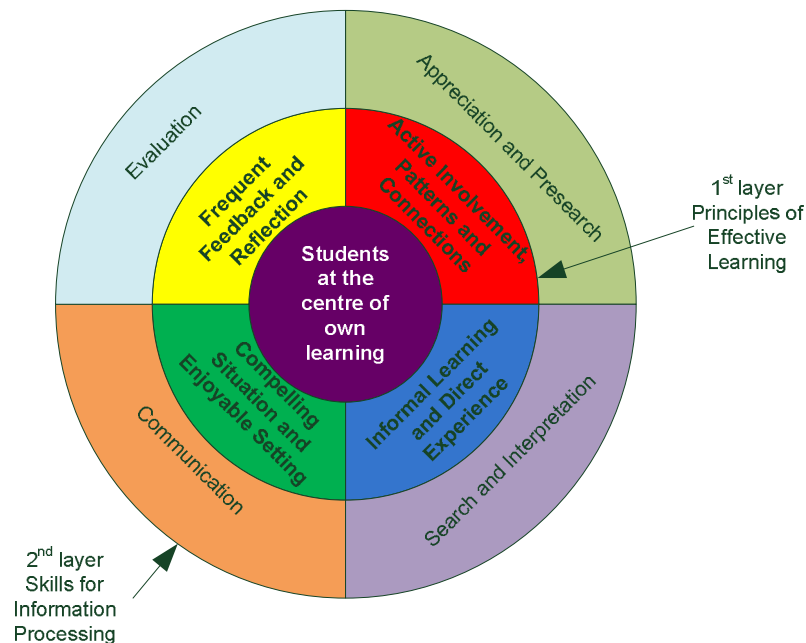 Evaluation
Appreciation and Presearch
Frequent
Feedback and
Reflection
Active Involvement,
Patterns and
Connections
Students
at the
centre of
own
learning
1st layer
Principles of
Effective
Learning
Compelling
Situation and
Enjoyable Setting
Informal Learning
and Direct
Experience
Communication
Search and Interpretation
2nd layer
Skills for
Information
Processing